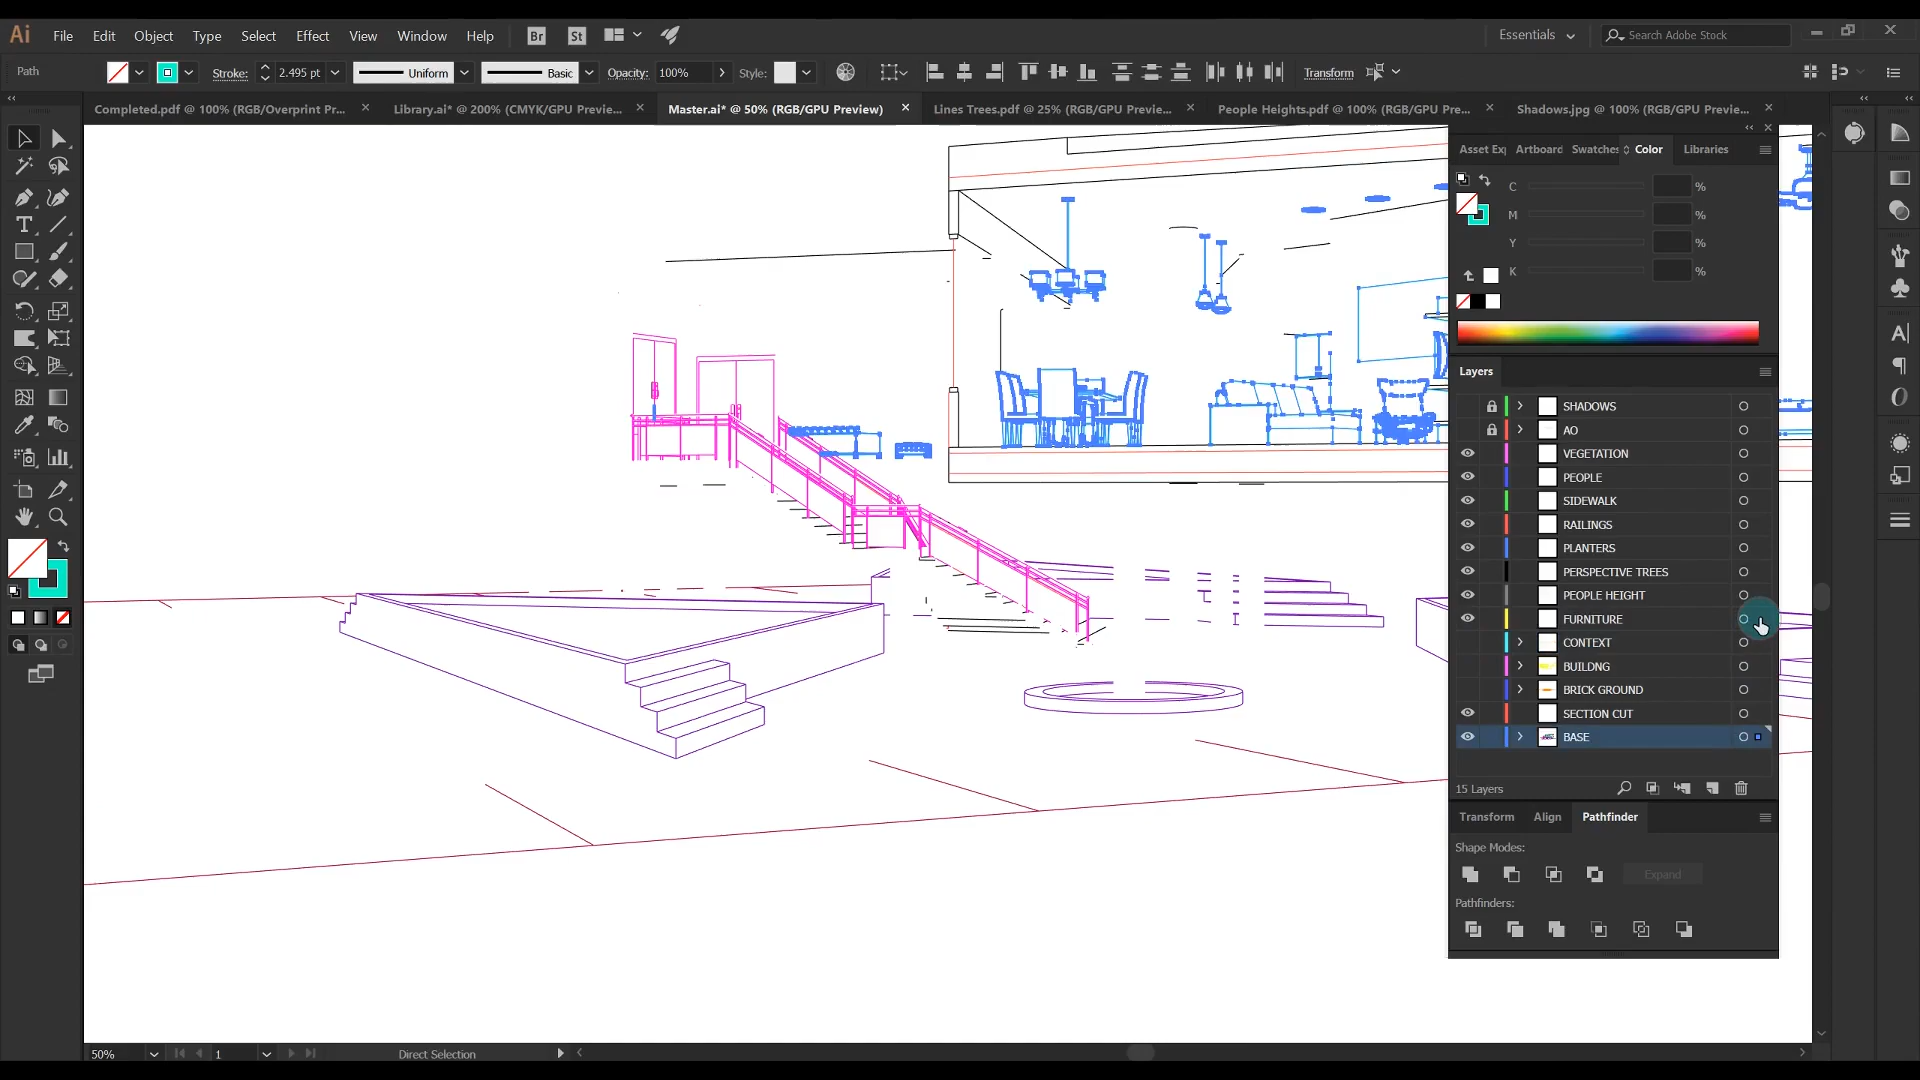 Ai File Edit Object Type Select Effect View Window Help Br St Essentials Search Adobe Stock
Path Stroke: 2.495 pt Uniform Basic Opacity: 100% Style: Transform
Completed.pdf @ 100% (RGB/Overprint Pr... Library.ai* @ 200% (CMYK/GPU Previe... Master.ai* @ 50% (RGB/GPU Preview) Lines Trees.pdf @ 25% (RGB/GPU Previe... People Heights.pdf @ 100% (RGB/GPU Pre... Shadows.jpg @ 100% (RGB/GPU Previe...
Asset Exp Artboard Swatches Color Libraries
C %
M %
Y %
K %
Layers
SHADOWS
AO
VEGETATION
PEOPLE
SIDEWALK
RAILINGS
PLANTERS
PERSPECTIVE TREES
PEOPLE HEIGHT
FURNITURE
CONTEXT
BUILDNG
BRICK GROUND
SECTION CUT
BASE
15 Layers
Transform Align Pathfinder
Shape Modes:
Expand
Pathfinders:
50% 1 Direct Selection